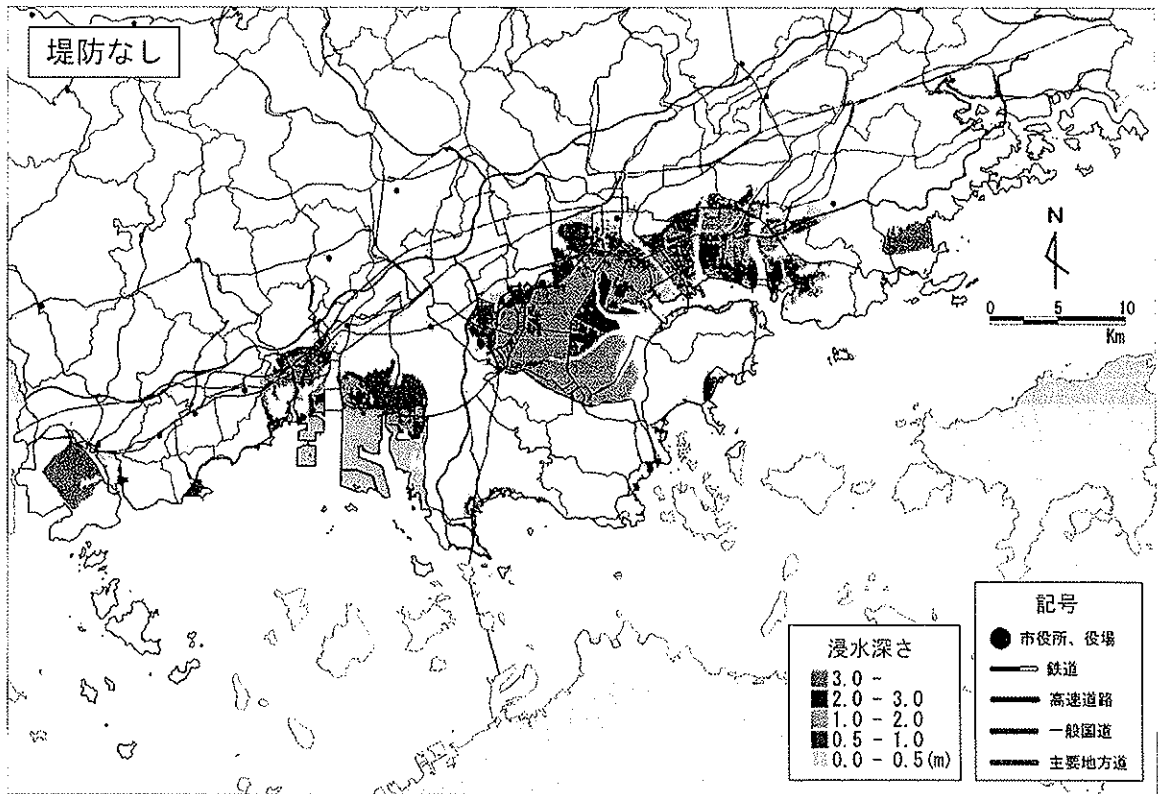 堤防なし
N
0 5 10
Km
浸水深さ
3.0 -
2.0 - 3.0
1.0 - 2.0
0.5 - 1.0
0.0 - 0.5(m)
記号
市役所、役場
鉄道
高速道路
一般国道
主要地方道